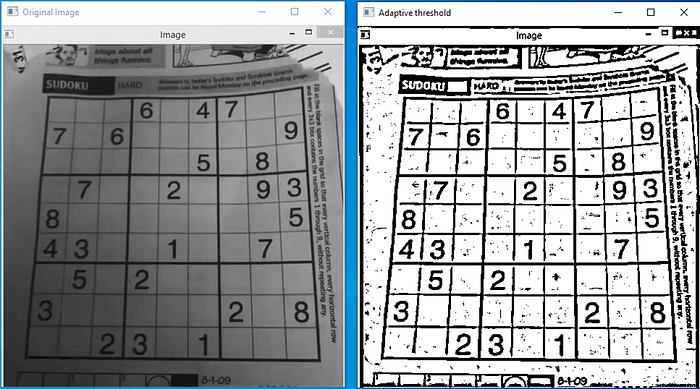 Original Image
Image
31.
blags about all
things funnies.
SUDOKU HARD
Answers to today's Sudoku and Scrabble Grams
puzzles can be found Monday on the preceding page.
Fill in the blank spaces in the grid so that every vertical column, every horizontal row
and every 3x3 box contains the numbers 1 through 9, without repeating any.
6 4 7
7 6 9
5 8
7 2 9 3
8 5
4 3 1 7
5 2
3 2 8
2 3 1
8-1-09
Adaptive threshold
Image
31.
blags about all
things funnies.
SUDOKU HARD
Answers to today's Sudoku and Scrabble Grams
puzzles can be found Monday on the preceding page.
Fill in the blank spaces in the grid so that every vertical column, every horizontal row
and every 3x3 box contains the numbers 1 through 9, without repeating any.
6 4 7
7 6 9
5 8
7 2 9 3
8 5
4 3 1 7
5 2
3 2 8
2 3 1
8-1-09